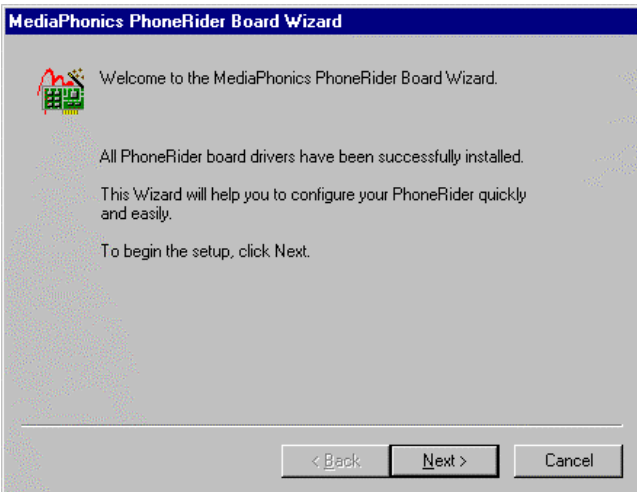 MediaPhonics PhoneRider Board Wizard
Welcome to the MediaPhonics PhoneRider Board Wizard.
All PhoneRider board drivers have been successfully installed.
This Wizard will help you to configure your PhoneRider quickly
and easily.
To begin the setup, click Next.
< Back
Next >
Cancel